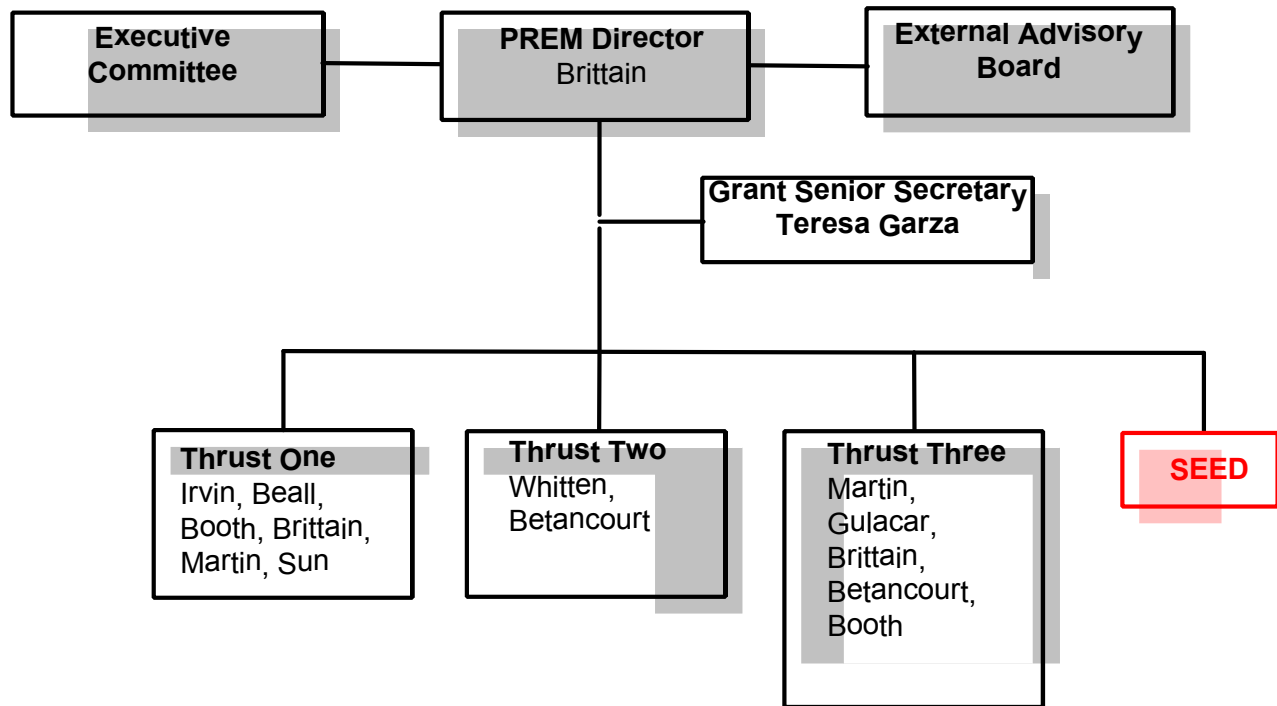 Executive
Committee
PREM Director
Brittain
External Advisory
Board
Grant Senior Secretary
Teresa Garza
Thrust One
Irvin, Beall,
Booth, Brittain,
Martin, Sun
Thrust Two
Whitten,
Betancourt
Thrust Three
Martin,
Gulacar,
Brittain,
Betancourt,
Booth
SEED